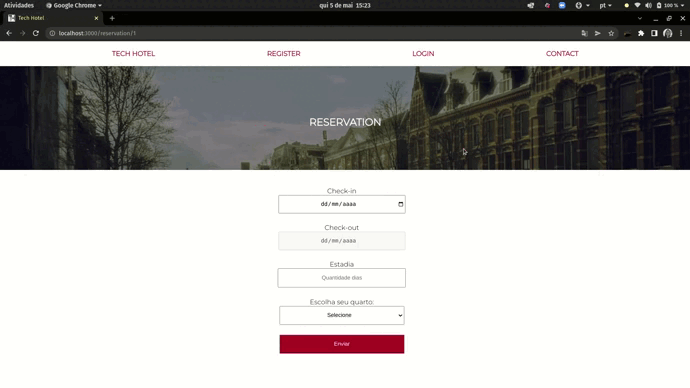 Atividades Google Chrome qui 5 de mai 15:23 pt 100 %
Tech Hotel
localhost:3000/reservation/1
TECH HOTEL REGISTER LOGIN CONTACT
RESERVATION
Check-in
dd/mm/aaaa
Check-out
dd/mm/aaaa
Estadia
Quantidade dias
Escolha seu quarto:
Selecione
Enviar